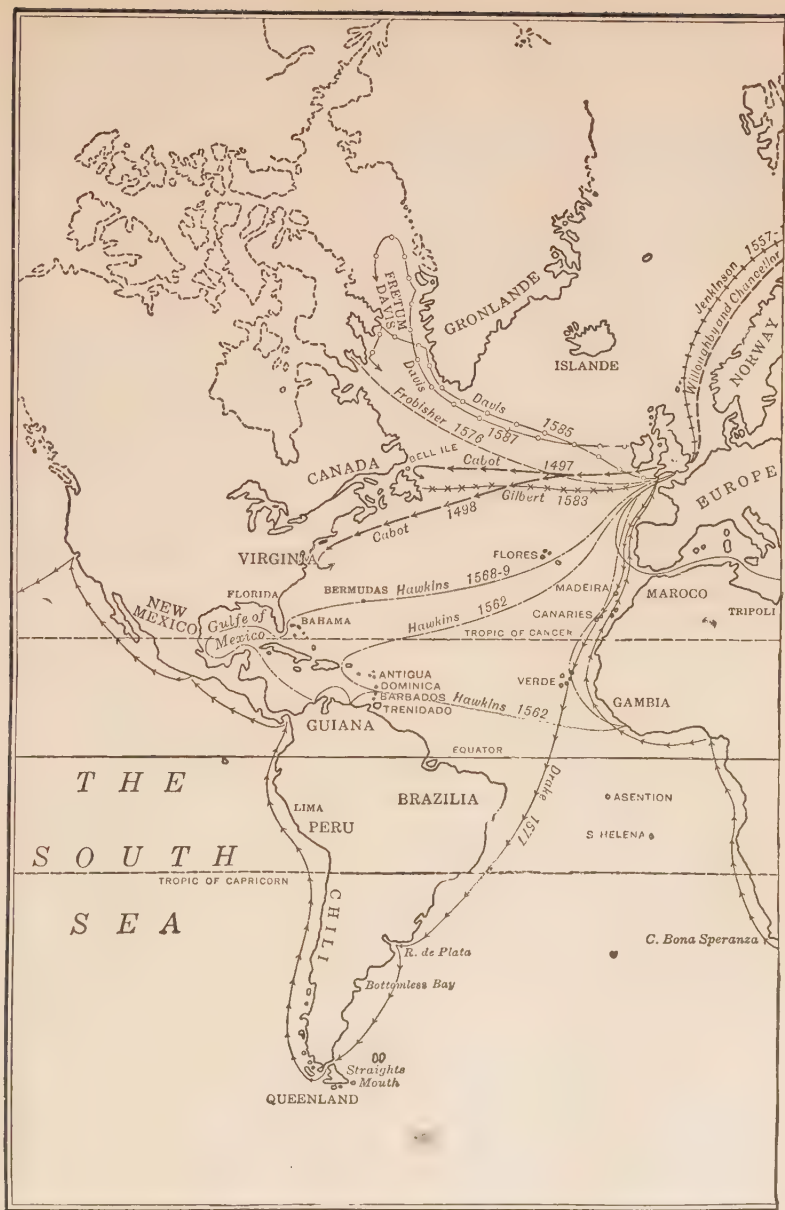 Jenkinson 1557-
Willoughby and Chancellor
NORWAY
FRETUM
DAVIS
GRONLANDE
ISLANDE
Davis
1587
Davis
1585
Frobisher
1576
BELL ILE
CANADA
Cabot 1497
EUROPE
Gilbert 1583
Cabot 1498
VIRGINIA
FLORES
BERMUDAS
Hawkins 1568-9
MADEIRA
MAROCO
FLORIDA
NEW
MEXICO
Gulfe of
Mexico
BAHAMA
Hawkins 1562
CANARIES
TRIPOLI
TROPIC OF CANCER
ANTIGUA
DOMINICA
BARBADOS
TRENIDADO
VERDE
Hawkins 1562
GAMBIA
GUIANA
EQUATOR
THE
SOUTH
SEA
LIMA
PERU
BRAZILIA
Drake 1577
ASENTION
S HELENA
TROPIC OF CAPRICORN
CHILI
R. de Plata
C. Bona Speranza
Bottomless Bay
Straights
Mouth
QUEENLAND